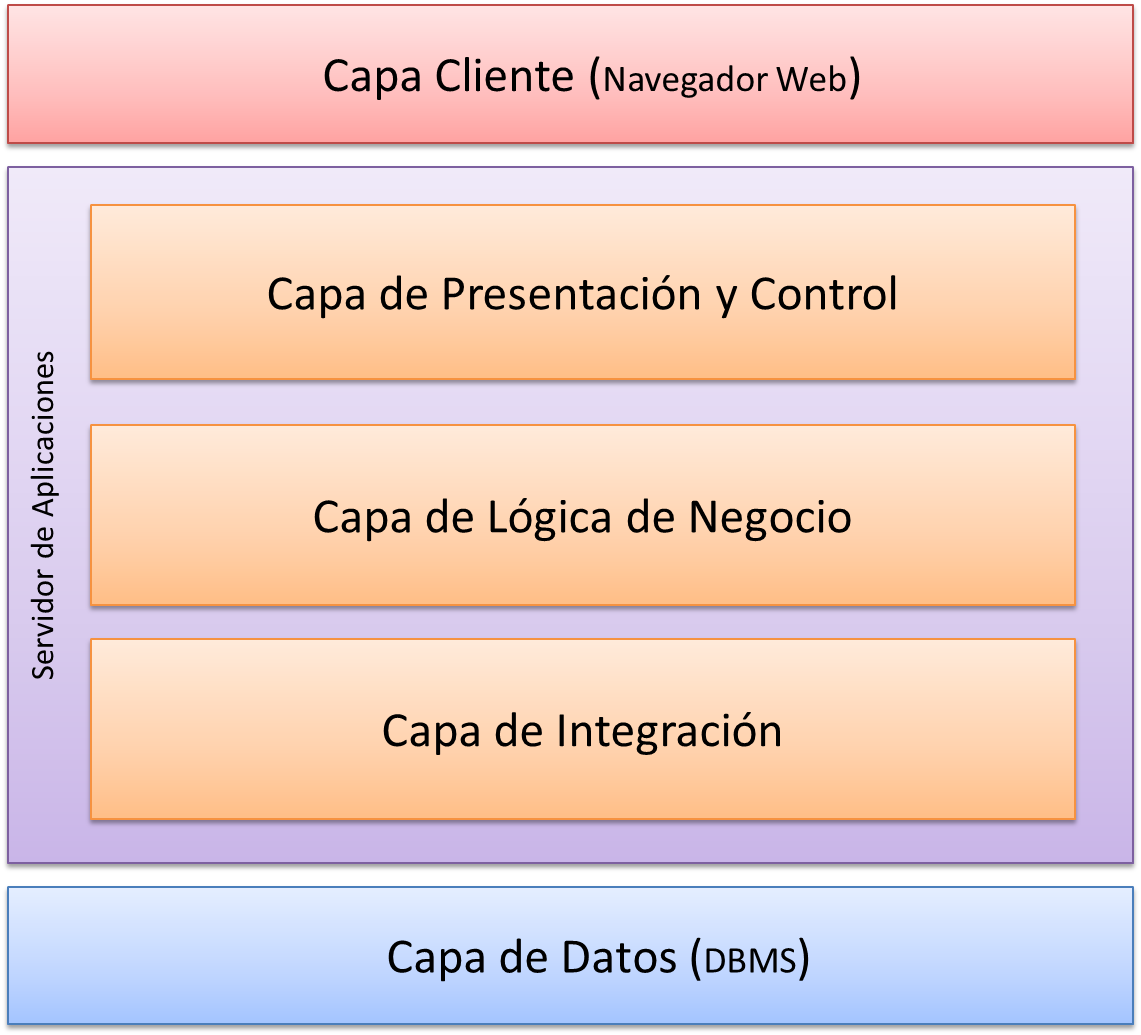 Capa Cliente (Navegador Web)
Servidor de Aplicaciones
Capa de Presentación y Control
Capa de Lógica de Negocio
Capa de Integración
Capa de Datos (DBMS)